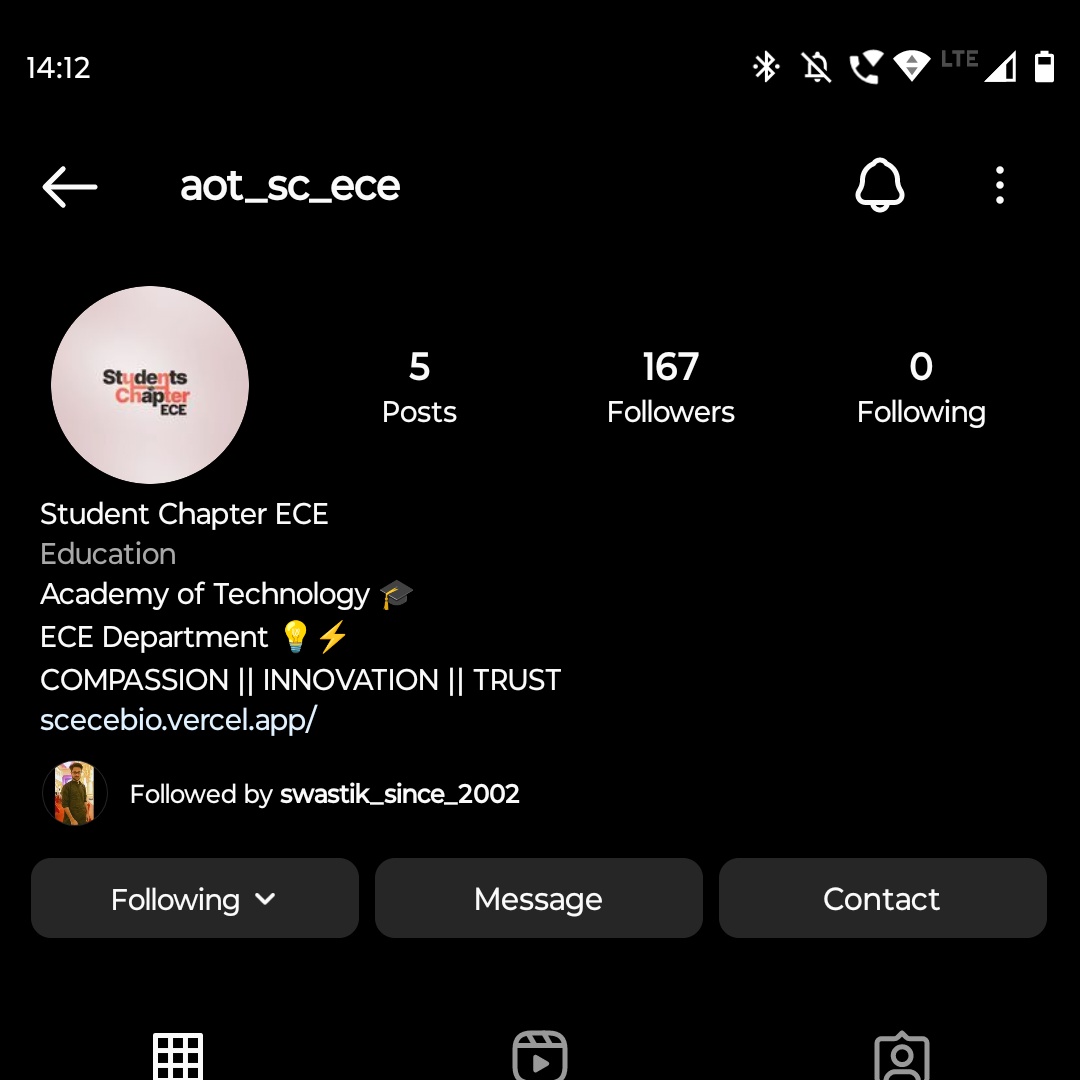 14:12
LTE
aot_sc_ece
Students
Chapter
ECE
5
Posts
167
Followers
0
Following
Student Chapter ECE
Education
Academy of Technology 🎓
ECE Department 💡⚡
COMPASSION || INNOVATION || TRUST
scecebio.vercel.app/
Followed by swastik_since_2002
Following
Message
Contact